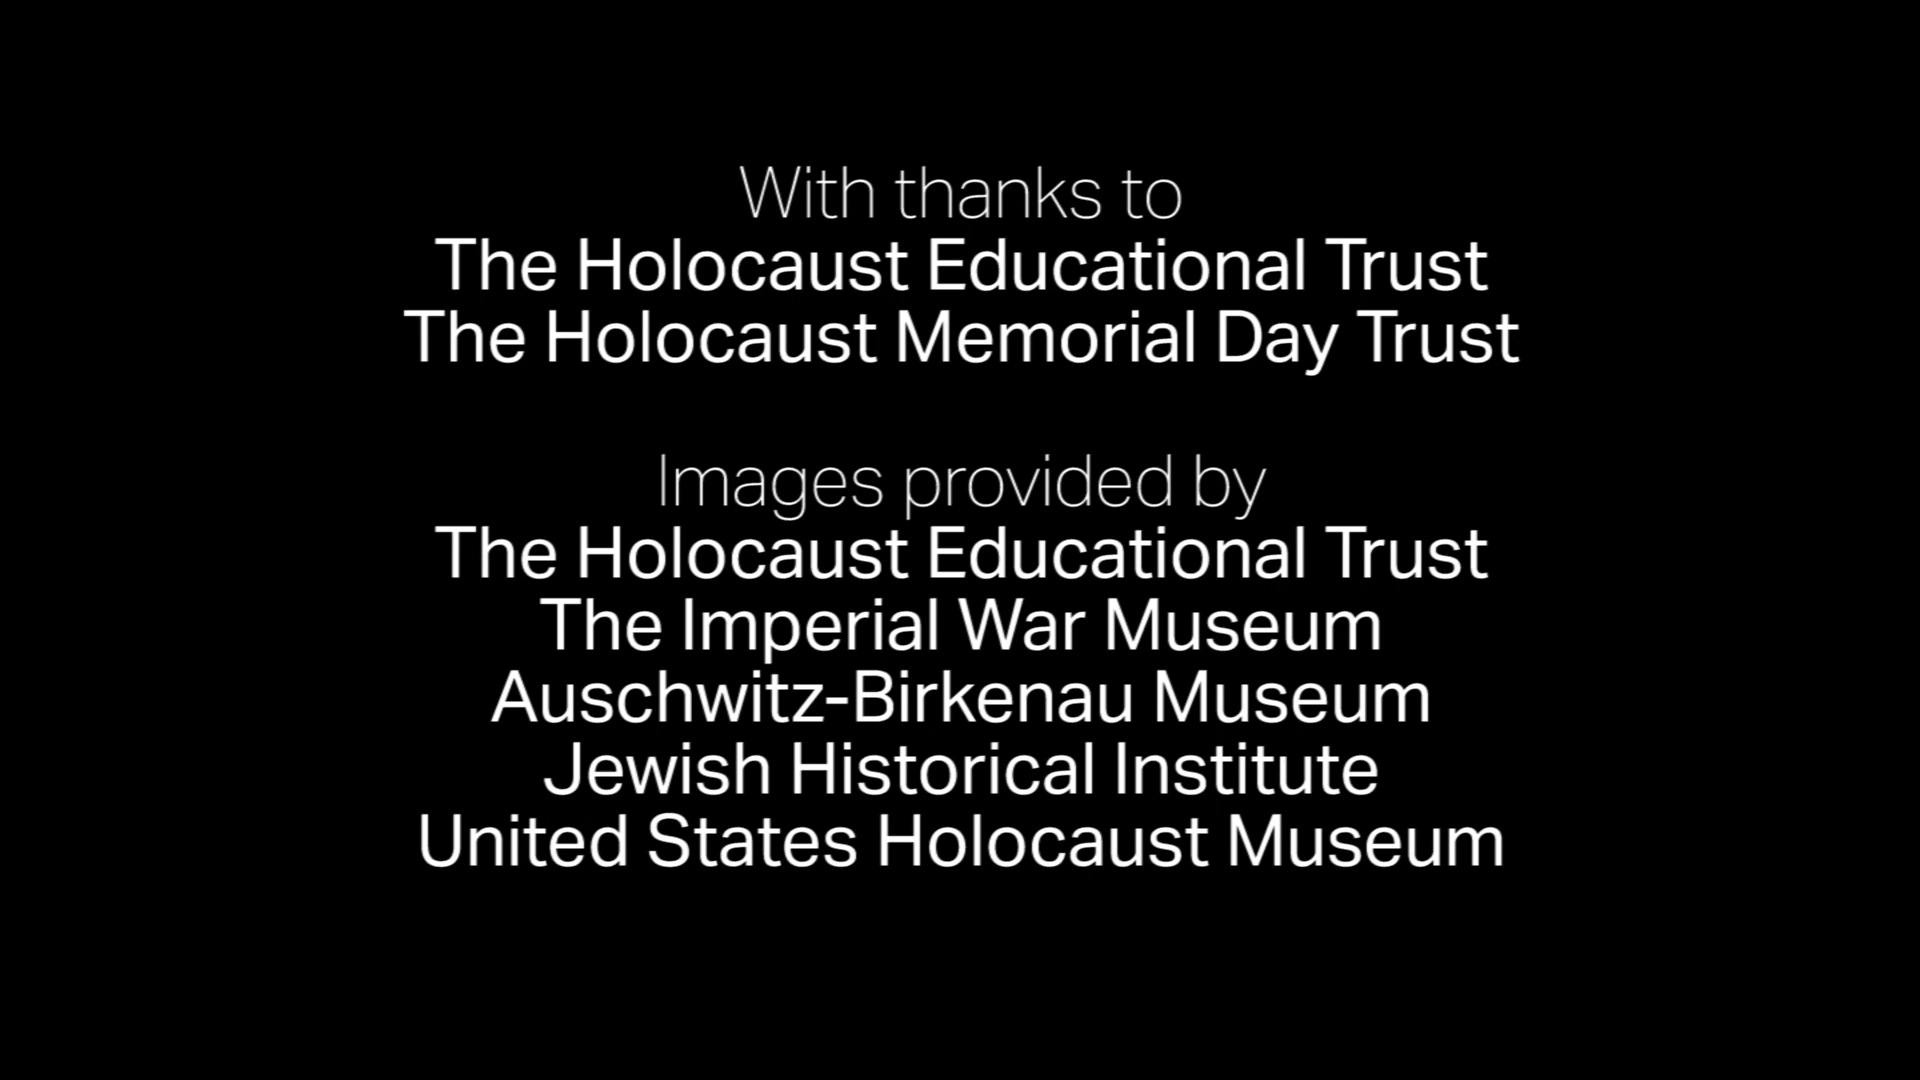 With thanks to
The Holocaust Educational Trust
The Holocaust Memorial Day Trust
Images provided by
The Holocaust Educational Trust
The Imperial War Museum
Auschwitz-Birkenau Museum
Jewish Historical Institute
United States Holocaust Museum